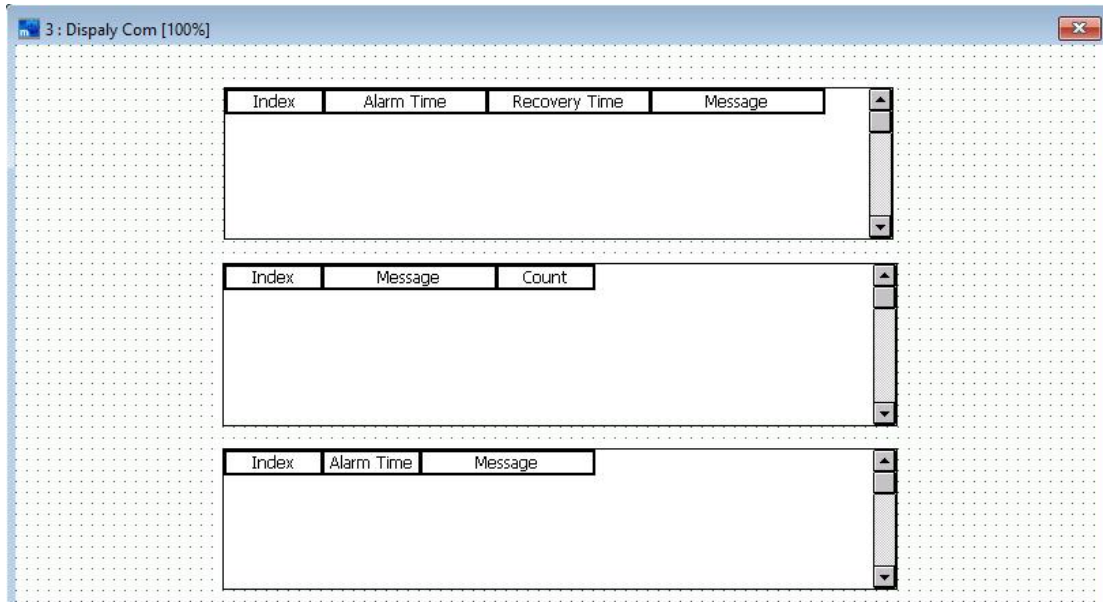 3 : Dispaly Com [100%]
Index Alarm Time Recovery Time Message
Index Message Count
Index Alarm Time Message